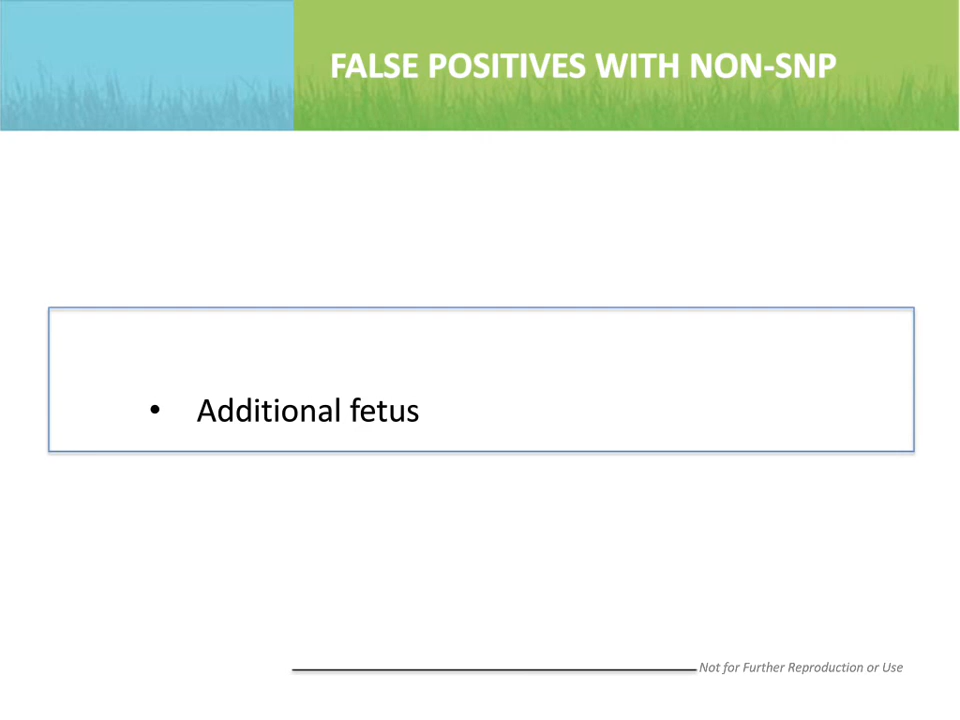 FALSE POSITIVES WITH NON-SNP
• Additional fetus
Not for Further Reproduction or Use